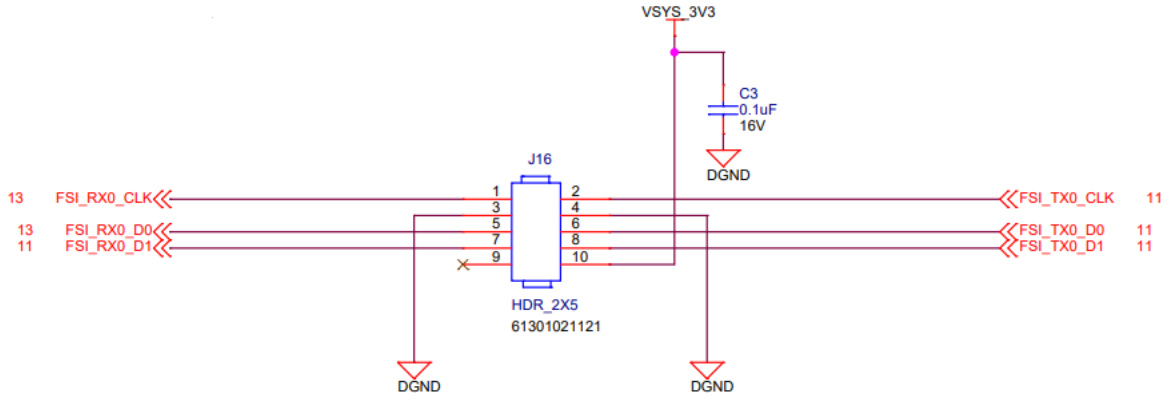 VSYS_3V3
C3
0.1uF
16V
DGND
J16
13 FSI_RX0_CLK 1 2 FSI_TX0_CLK 11
3 4
13 FSI_RX0_D0 5 6 FSI_TX0_D0 11
11 FSI_RX0_D1 7 8 FSI_TX0_D1 11
9 10
HDR_2X5
61301021121
DGND DGND